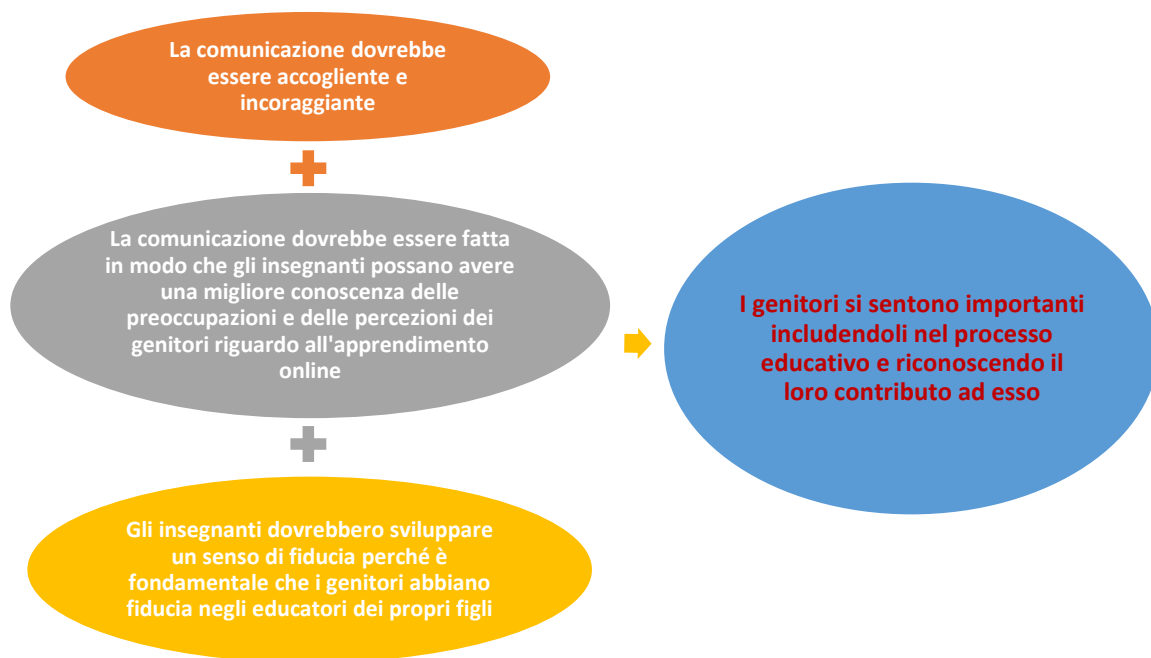 La comunicazione dovrebbe
essere accogliente e
incoraggiante
La comunicazione dovrebbe essere fatta
in modo che gli insegnanti possano avere
una migliore conoscenza delle
preoccupazioni e delle percezioni dei
genitori riguardo all'apprendimento
online
Gli insegnanti dovrebbero sviluppare
un senso di fiducia perché è
fondamentale che i genitori abbiano
fiducia negli educatori dei propri figli
I genitori si sentono importanti
includendoli nel processo
educativo e riconoscendo il
loro contributo ad esso